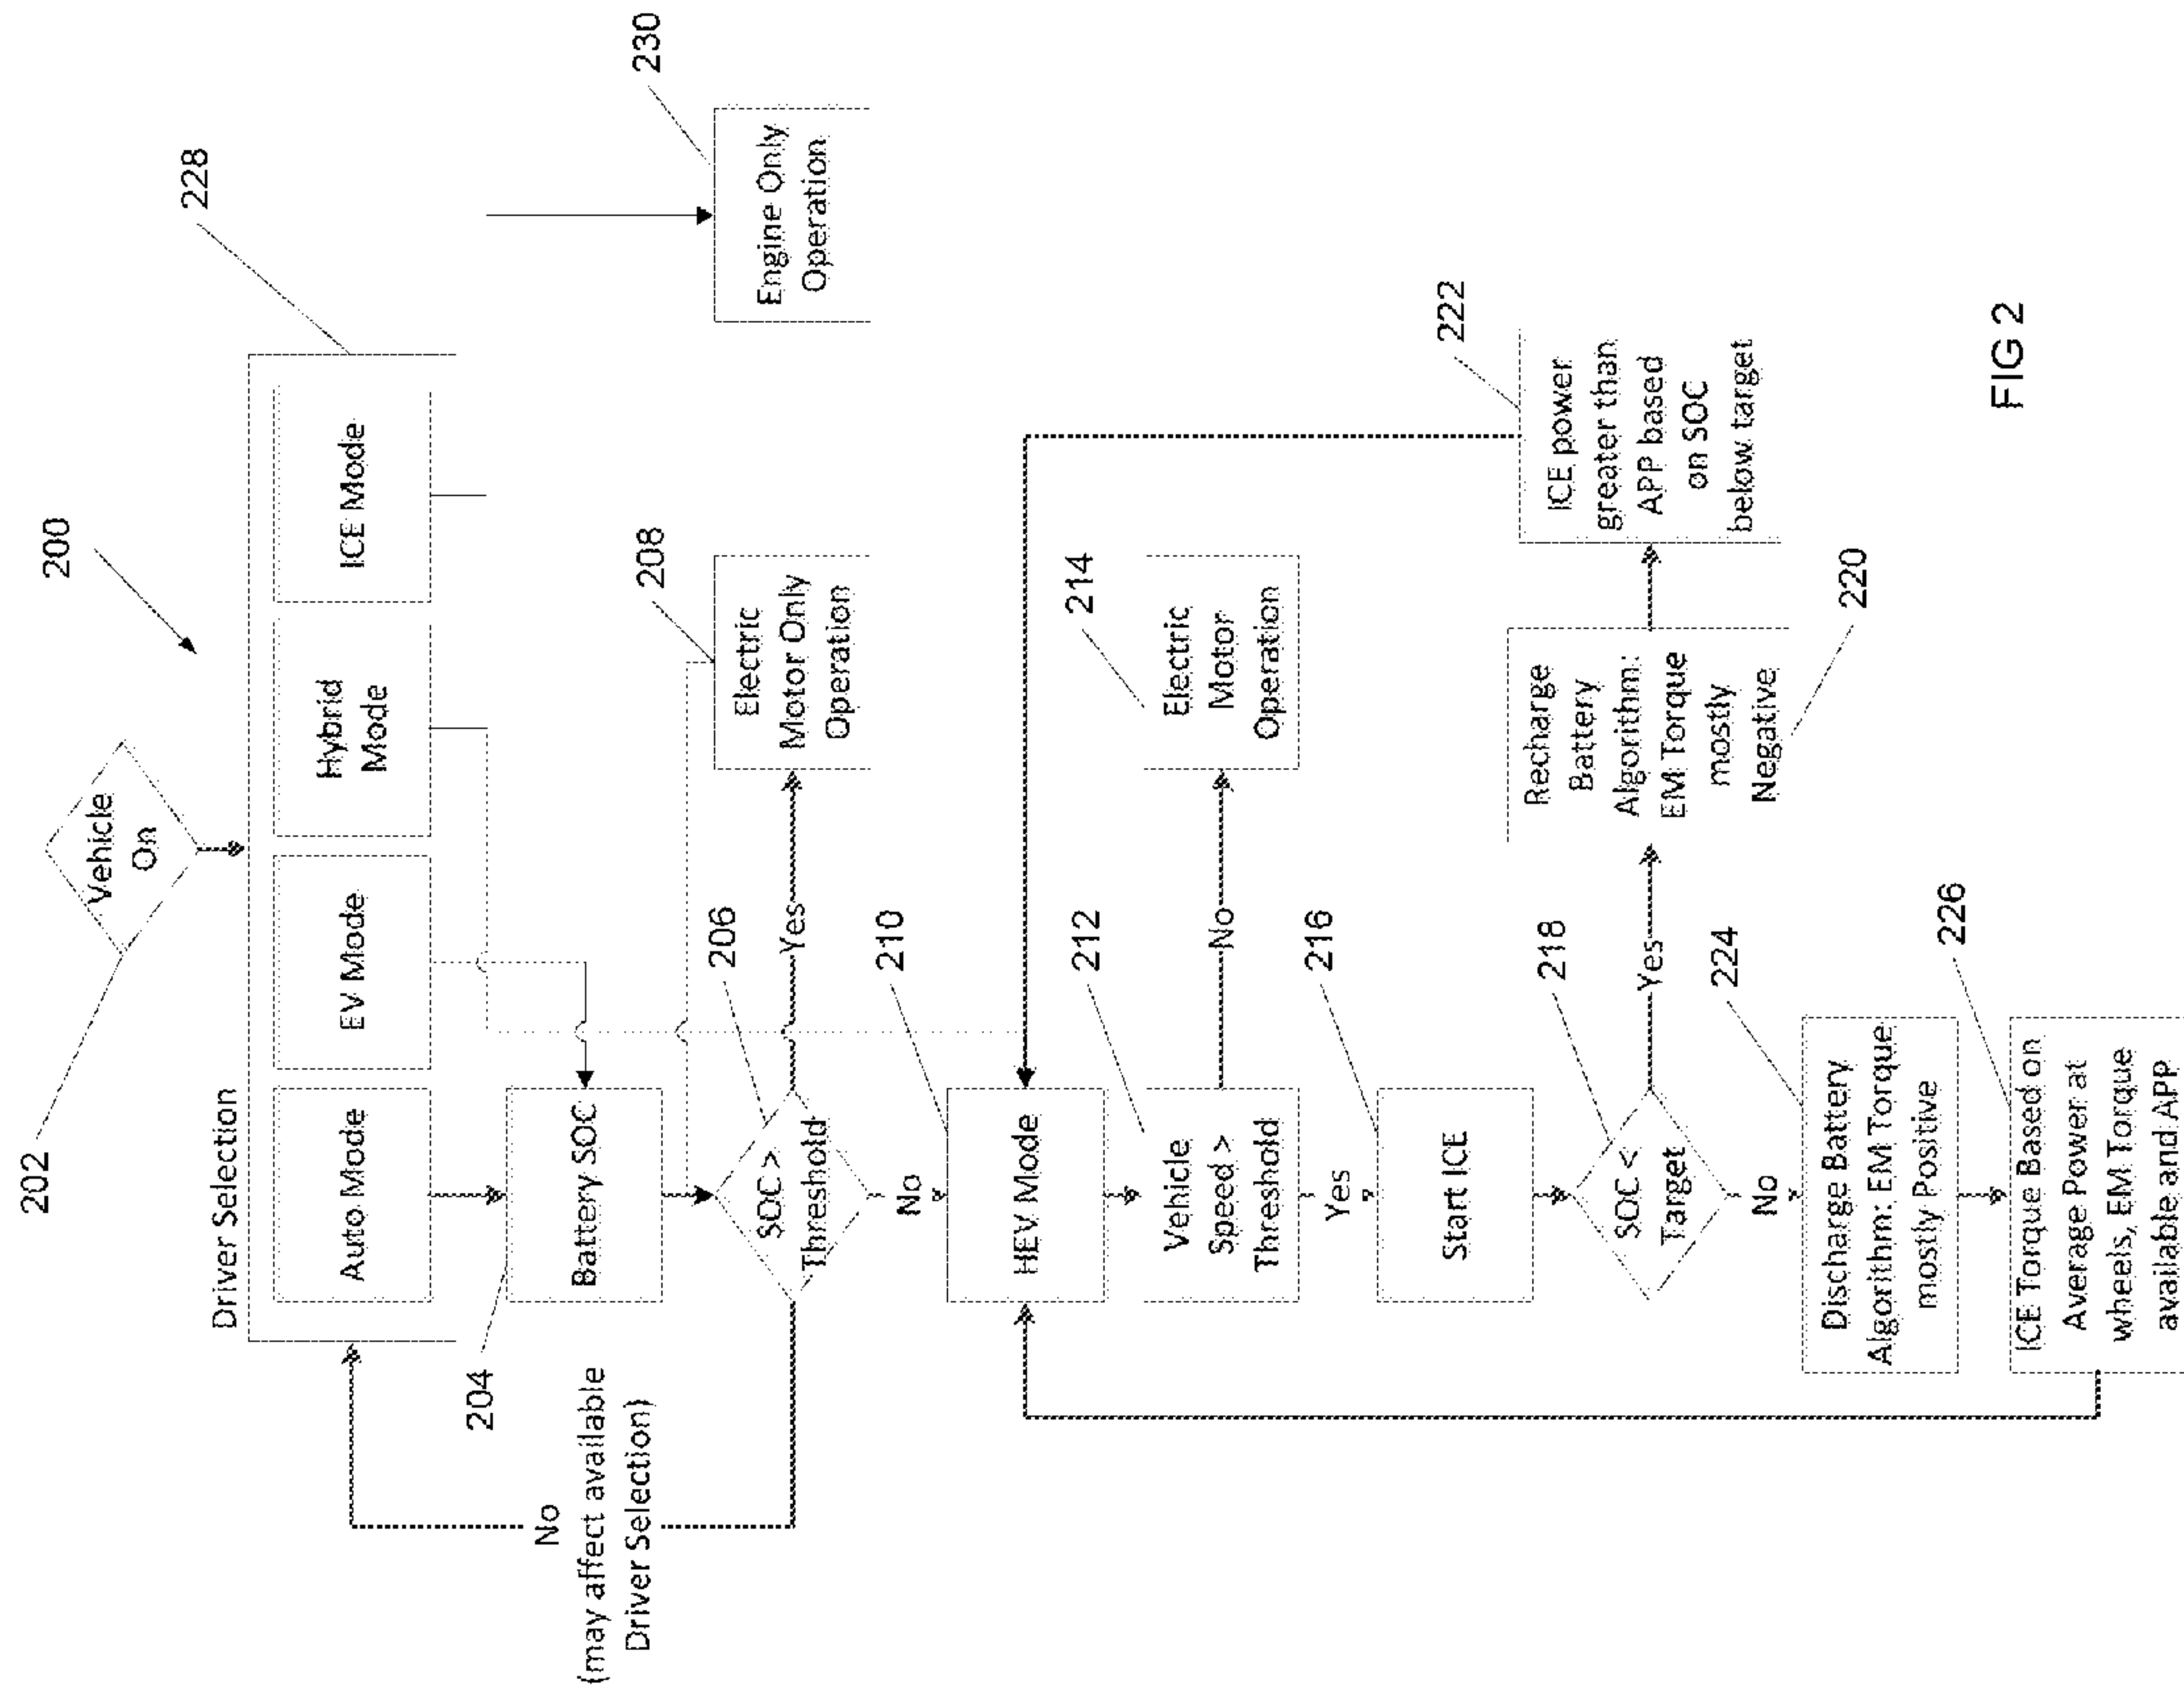 200
202
Vehicle
On
Driver Selection
228
Auto Mode
EV Mode
Hybrid
Mode
ICE Mode
No
(may affect available
Driver Selection)
204
Battery SOC
206
SOC >
Threshold
Yes
208
Electric
Motor Only
Operation
230
Engine Only
Operation
No
210
HEV Mode
212
Vehicle
Speed >
Threshold
No
214
Electric
Motor
Operation
Yes
216
Start ICE
218
SOC <
Target
Yes
Recharge
Battery
Algorithm:
EM Torque
mostly
Negative
220
222
ICE power
greater than
APP based
on SOC
below target
No
224
Discharge Battery
Algorithm: EM Torque
mostly Positive
226
ICE Torque Based on
Average Power at
wheels, EM Torque
available and APP
FIG 2